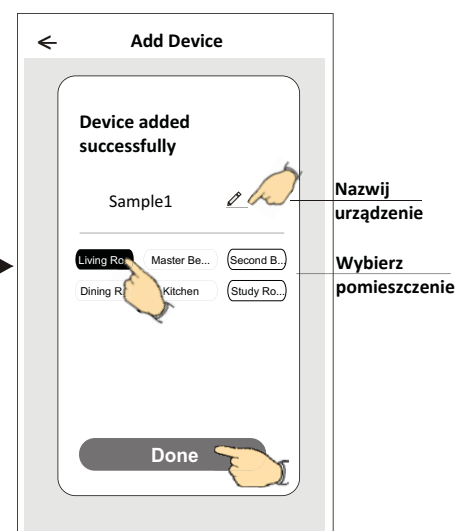 Add Device
Device added
successfully
Sample1
Nazwij
urządzenie
Living Ro...
Master Be...
Second B...
Wybierz
pomieszczenie
Dining R
Kitchen
Study Ro...
Done